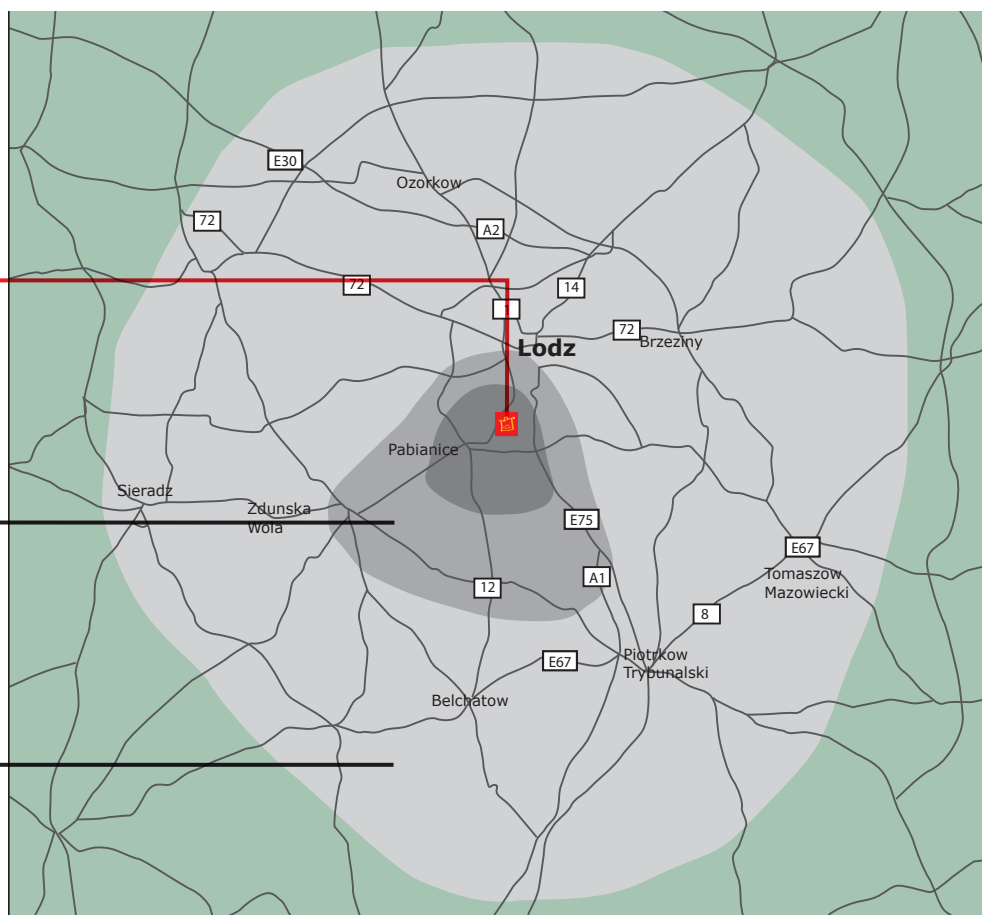 E30
Ozorkow
72
A2
72
14
1
72
Brzeziny
Lodz
Pabianice
Sieradz
Zdunska
Wola
E75
E67
Tomaszow
Mazowiecki
A1
12
8
E67
Piotrkow
Trybunalski
Belchatow